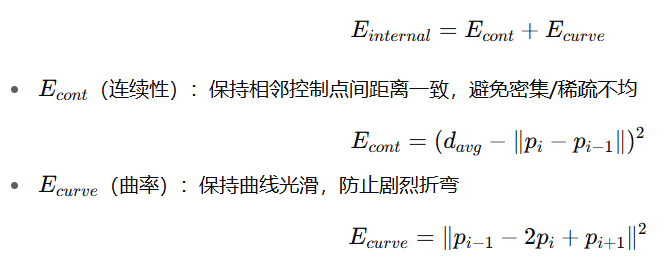 E_{internal} = E_{cont} + E_{curve}
• E_{cont}（连续性）：保持相邻控制点间距离一致，避免密集/稀疏不均
E_{cont} = (d_{avg} − ‖p_i − p_{i−1}‖)^2
• E_{curve}（曲率）：保持曲线光滑，防止剧烈折弯
E_{curve} = ‖p_{i−1} − 2p_i + p_{i+1}‖^2